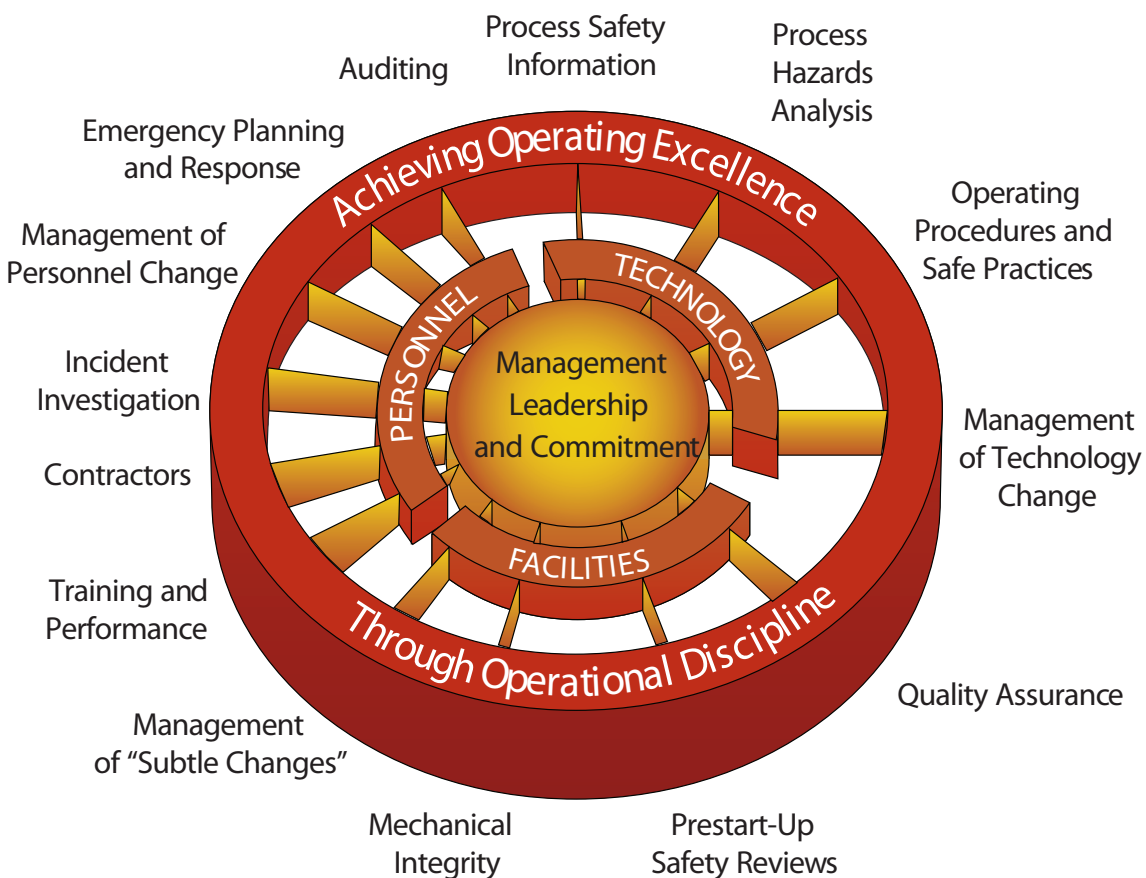 Process Safety
Information
Process
Hazards
Analysis
Auditing
Emergency Planning
and Response
Achieving Operating Excellence
Operating
Procedures and
Safe Practices
Management of
Personnel Change
TECHNOLOGY
PERSONNEL
Incident
Investigation
Management
Leadership
and Commitment
Management
of Technology
Change
Contractors
FACILITIES
Training and
Performance
Through Operational Discipline
Quality Assurance
Management
of “Subtle Changes”
Mechanical
Integrity
Prestart-Up
Safety Reviews